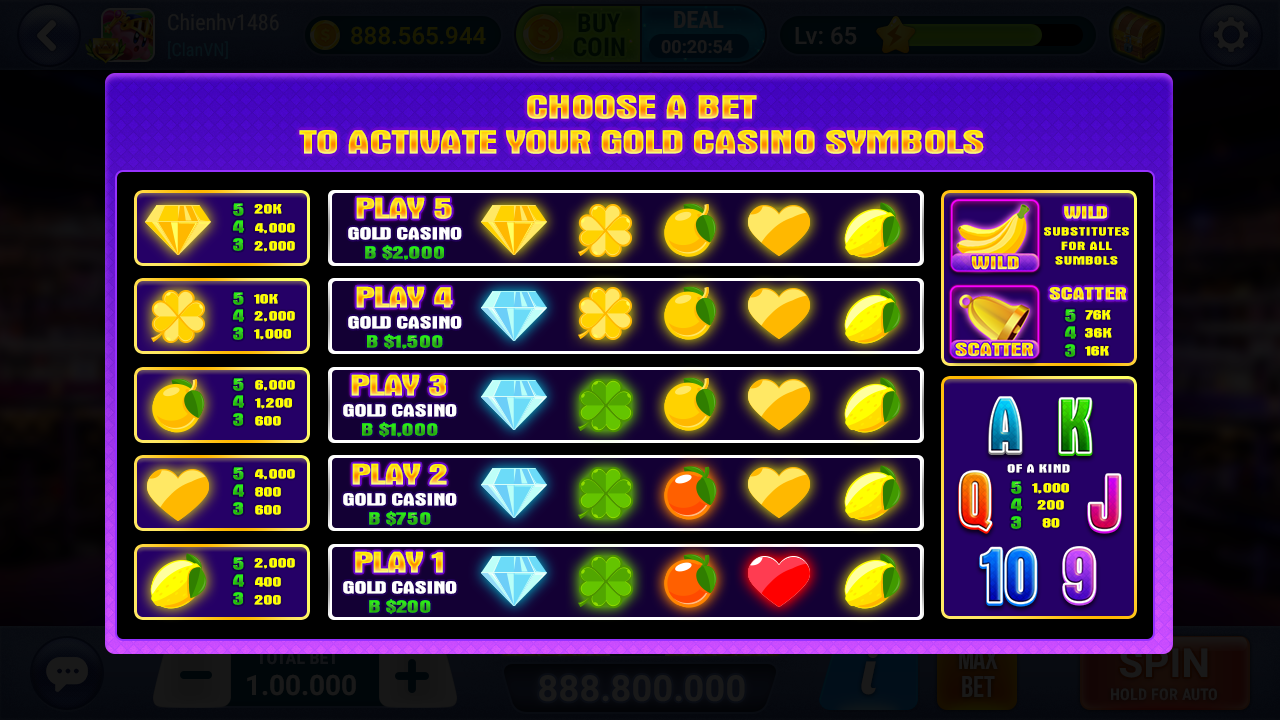 Chienhv1486
[ClanVN]
888.565.944
BUY
COIN
DEAL
00:20:54
Lv: 65
CHOOSE A BET
TO ACTIVATE YOUR GOLD CASINO SYMBOLS
5 20K
4 4.000
3 2.000
PLAY 5
GOLD CASINO
B $2,000
5 10K
4 2.000
3 1,000
PLAY 4
GOLD CASINO
B $1,500
5 6,000
4 1,200
3 600
PLAY 3
GOLD CASINO
B $1,000
5 4,000
4 800
3 600
PLAY 2
GOLD CASINO
B $750
5 2.000
4 400
3 200
PLAY 1
GOLD CASINO
B $200
WILD
WILD
SUBSTITUTES
FOR ALL
SUMBOLS
SCATTER
SCATTER
5 76K
4 36K
3 16K
A K
OF A KIND
Q J
5 1,000
4 200
3 80
10 9
TOTAL BET
1.00.000
888.800.000
i
MAX
BET
SPIN
HOLD FOR AUTO